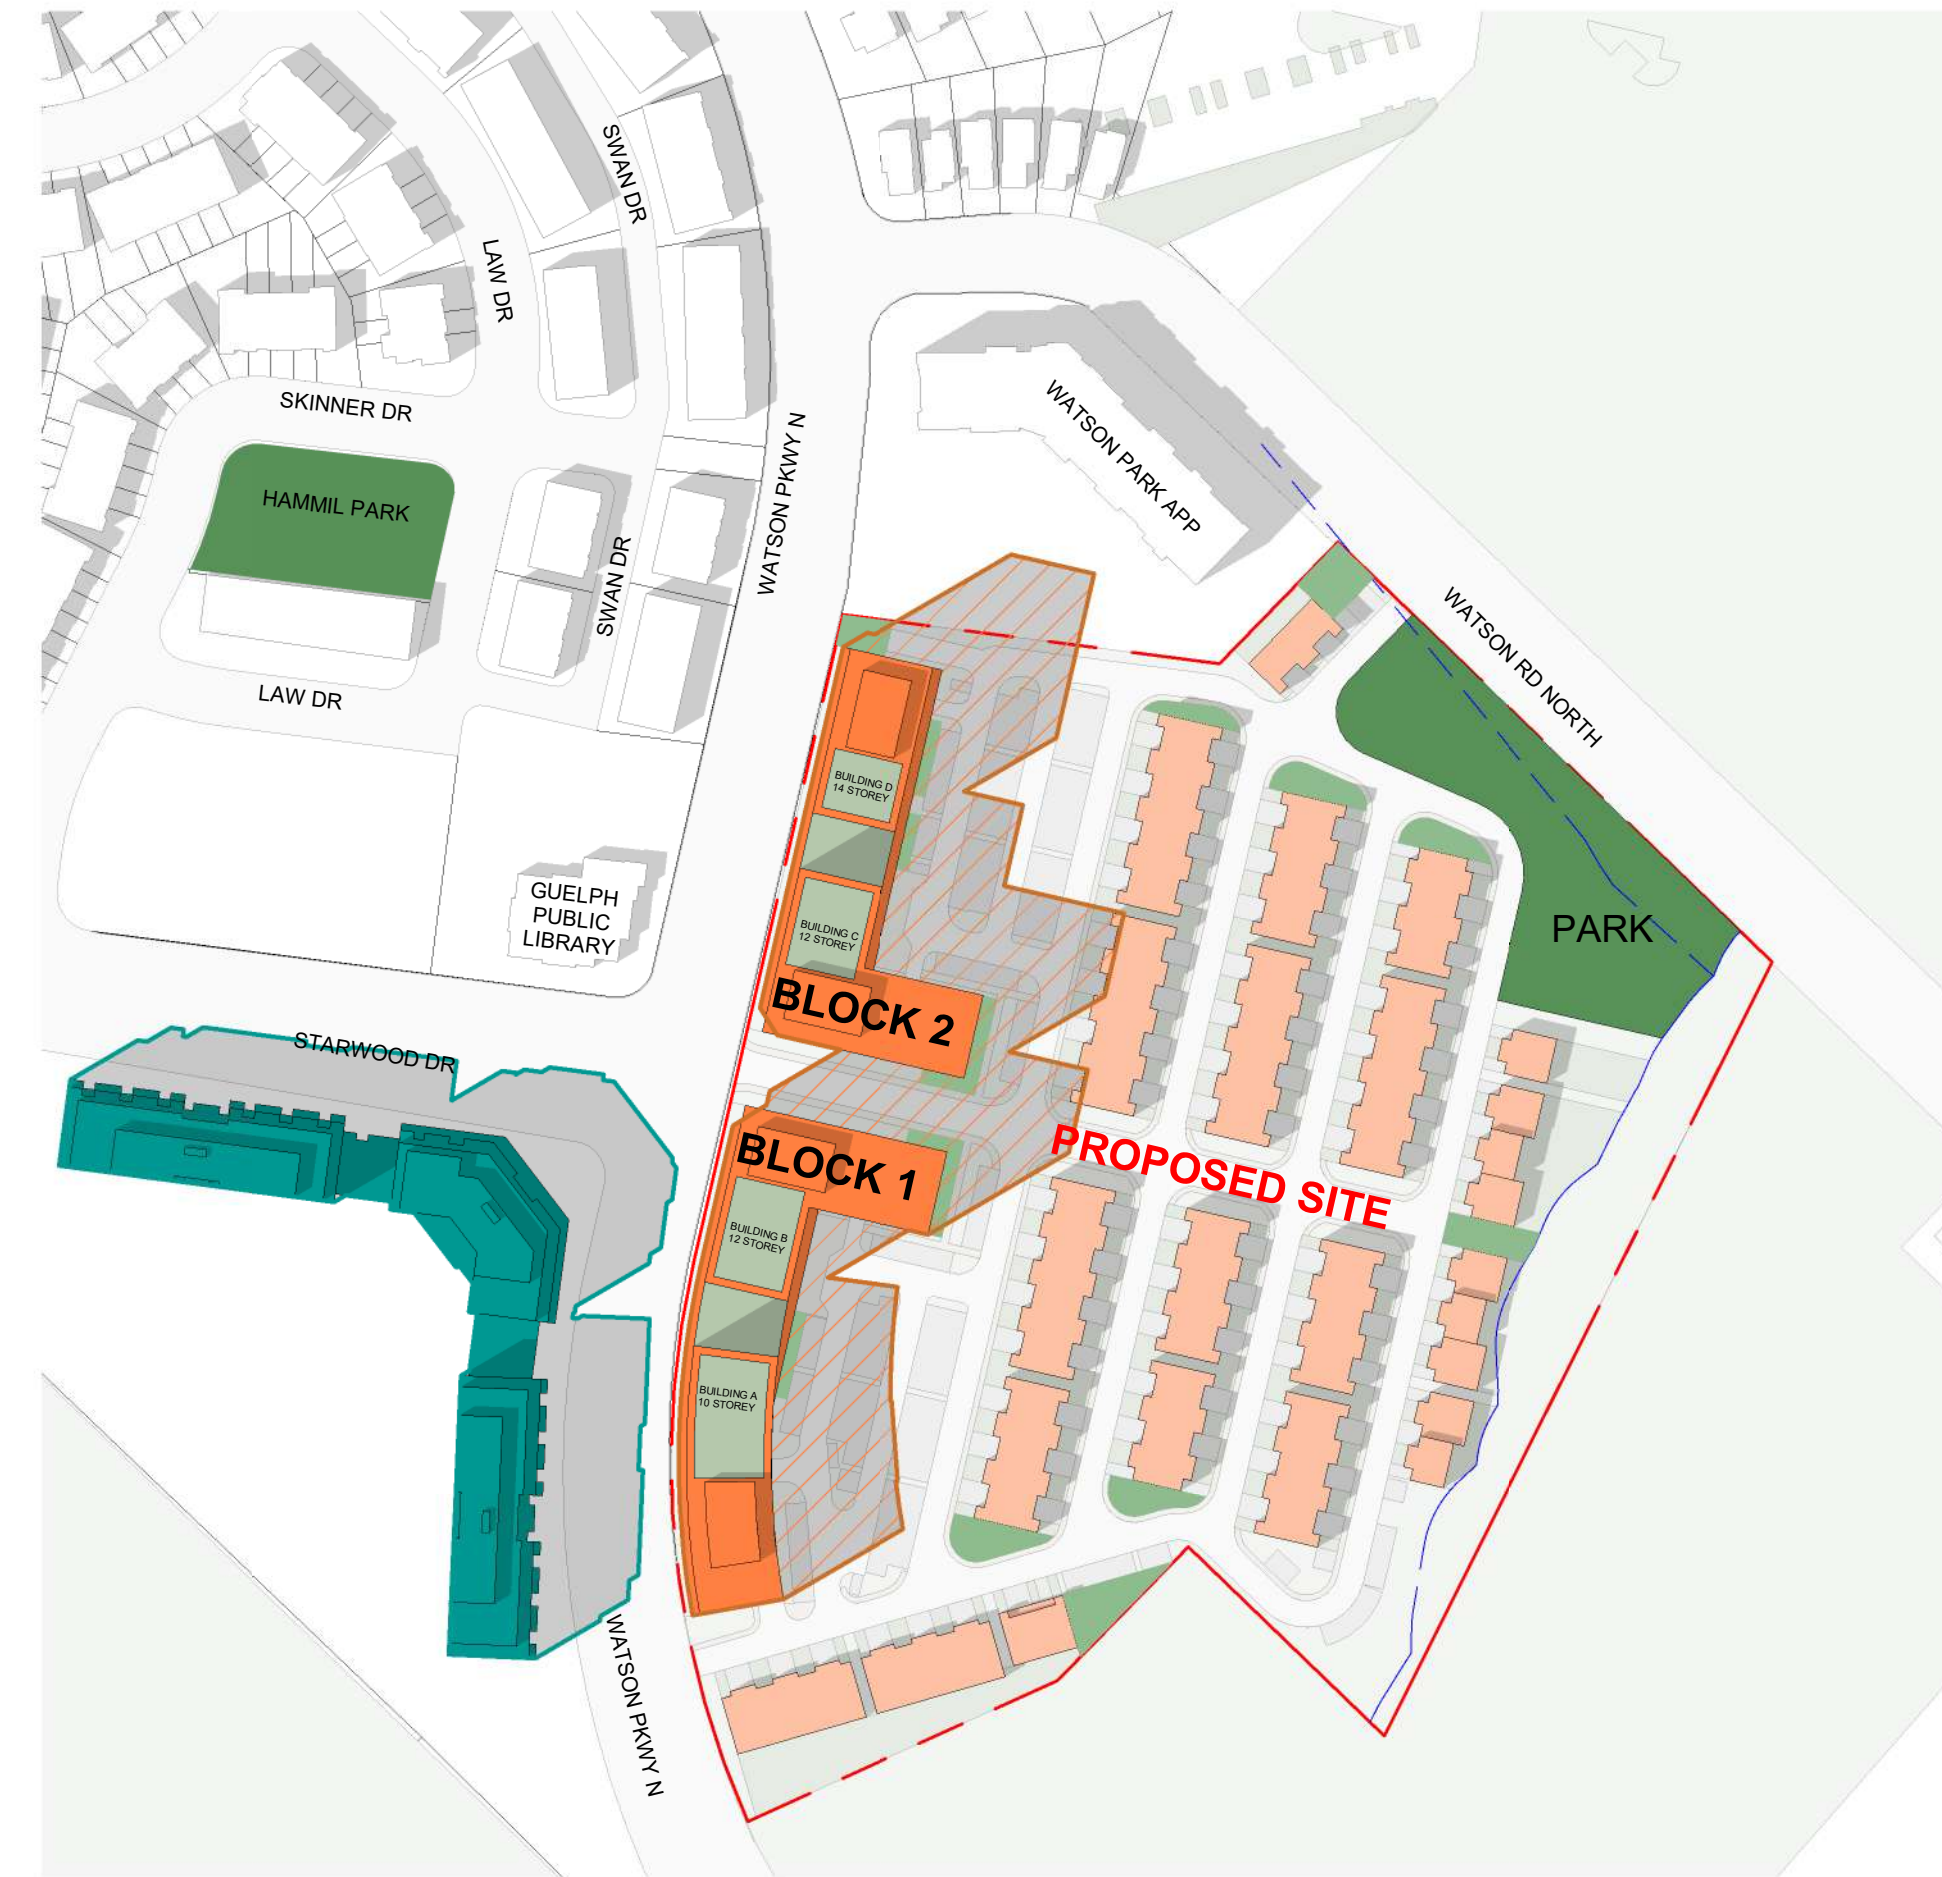 SWAN DR
LAW DR
SKINNER DR
WATSON PARK APP
WATSON PKWY N
HAMMIL PARK
SWAN DR
WATSON RD NORTH
LAW DR
BUILDING D
14 STOREY
GUELPH
PUBLIC
LIBRARY
BUILDING C
12 STOREY
PARK
BLOCK 2
STARWOOD DR
BLOCK 1
PROPOSED SITE
BUILDING B
12 STOREY
BUILDING A
10 STOREY
WATSON PKWY N